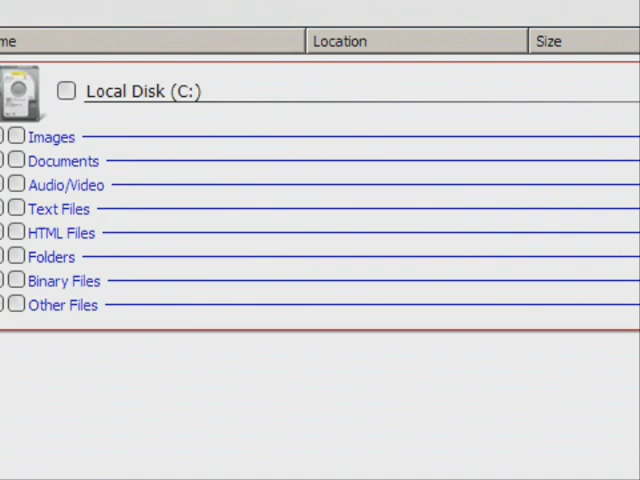 me Location Size
Local Disk (C:)
Images
Documents
Audio/Video
Text Files
HTML Files
Folders
Binary Files
Other Files